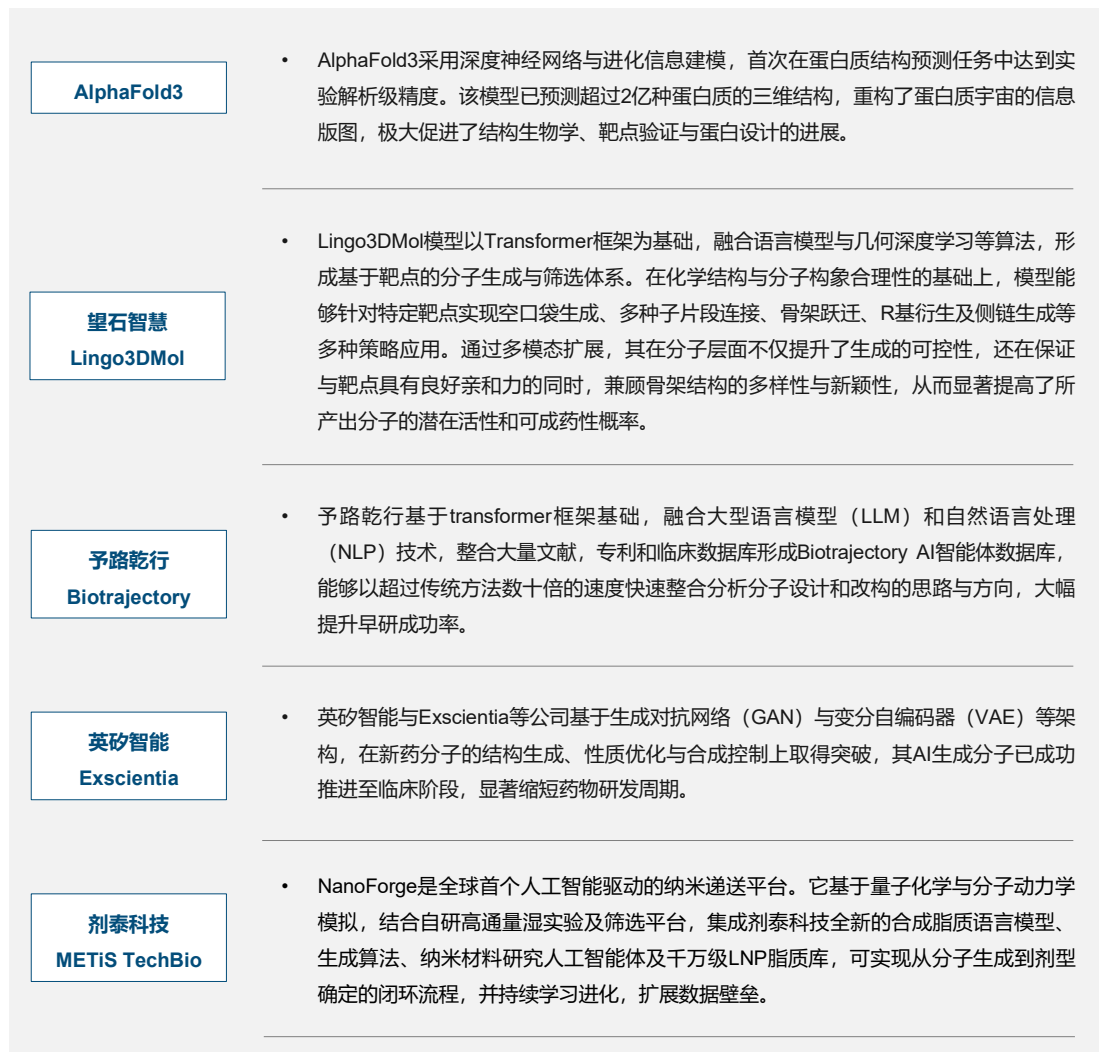 AlphaFold3
• AlphaFold3采用深度神经网络与进化信息建模，首次在蛋白质结构预测任务中达到实
验解析级精度。该模型已预测超过2亿种蛋白质的三维结构，重构了蛋白质宇宙的信息
版图，极大促进了结构生物学、靶点验证与蛋白设计的进展。
望石智慧
Lingo3DMol
• Lingo3DMol模型以Transformer框架为基础，融合语言模型与几何深度学习等算法，形
成基于靶点的分子生成与筛选体系。在化学结构与分子构象合理性的基础上，模型能
够针对特定靶点实现空口袋生成、多种子片段连接、骨架跃迁、R基衍生及侧链生成等
多种策略应用。通过多模态扩展，其在分子层面不仅提升了生成的可控性，还在保证
与靶点具有良好亲和力的同时，兼顾骨架结构的多样性与新颖性，从而显著提高了所
产出分子的潜在活性和可成药性概率。
予路乾行
Biotrajectory
• 予路乾行基于transformer框架基础，融合大型语言模型（LLM）和自然语言处理
（NLP）技术，整合大量文献，专利和临床数据库形成Biotrajectory AI智能体数据库，
能够以超过传统方法数十倍的速度快速整合分析分子设计和改构的思路与方向，大幅
提升早研成功率。
英矽智能
Exscientia
• 英矽智能与Exscientia等公司基于生成对抗网络（GAN）与变分自编码器（VAE）等架
构，在新药分子的结构生成、性质优化与合成控制上取得突破，其AI生成分子已成功
推进至临床阶段，显著缩短药物研发周期。
剂泰科技
METiS TechBio
• NanoForge是全球首个人工智能驱动的纳米递送平台。它基于量子化学与分子动力学
模拟，结合自研高通量湿实验及筛选平台，集成剂泰科技全新的合成脂质语言模型、
生成算法、纳米材料研究人工智能体及千万级LNP脂质库，可实现从分子生成到剂型
确定的闭环流程，并持续学习进化，扩展数据壁垒。